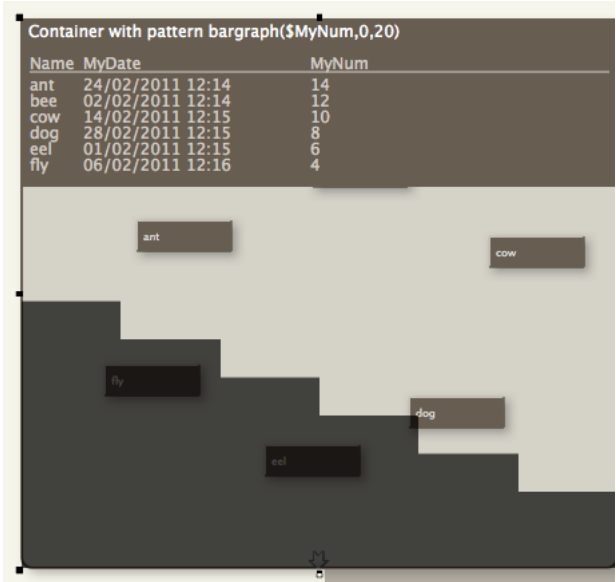 Container with pattern bargraph($MyNum,0,20)
Name MyDate MyNum
ant 24/02/2011 12:14 14
bee 02/02/2011 12:14 12
cow 14/02/2011 12:15 10
dog 28/02/2011 12:15 8
eel 01/02/2011 12:15 6
fly 06/02/2011 12:16 4
ant
cow
fly
dog
eel